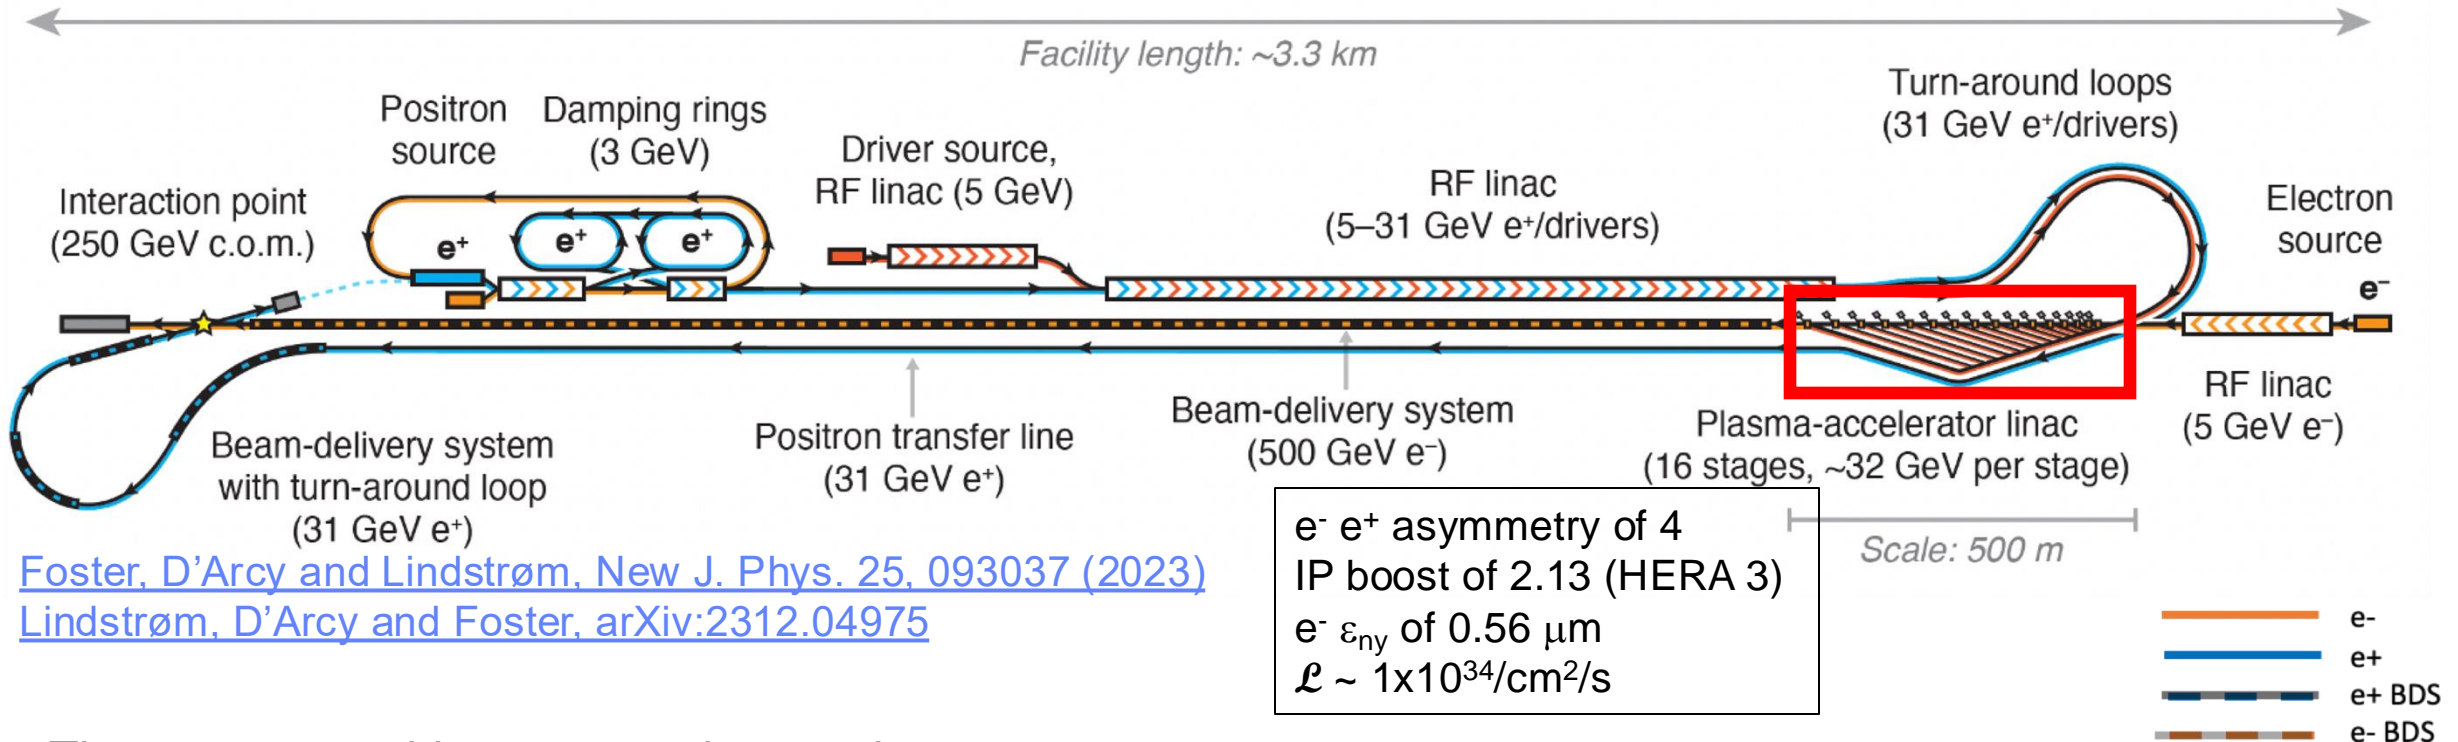 Facility length: ~3.3 km
Turn-around loops
(31 GeV e⁺/drivers)
Positron
source
Damping rings
(3 GeV)
Driver source,
RF linac (5 GeV)
RF linac
(5–31 GeV e⁺/drivers)
Electron
source
Interaction point
(250 GeV c.o.m.)
e⁺
e⁺
e⁺
e⁻
RF linac
(5 GeV e⁻)
Beam-delivery system
(500 GeV e⁻)
Plasma-accelerator linac
(16 stages, ~32 GeV per stage)
Positron transfer line
(31 GeV e⁺)
Beam-delivery system
with turn-around loop
(31 GeV e⁺)
Scale: 500 m
e⁻ e⁺ asymmetry of 4
IP boost of 2.13 (HERA 3)
e⁻ εny of 0.56 μm
ℒ ~ 1x10³⁴/cm²/s
Foster, D'Arcy and Lindstrøm, New J. Phys. 25, 093037 (2023)
Lindstrøm, D'Arcy and Foster, arXiv:2312.04975
e-
e+
e+ BDS
e- BDS